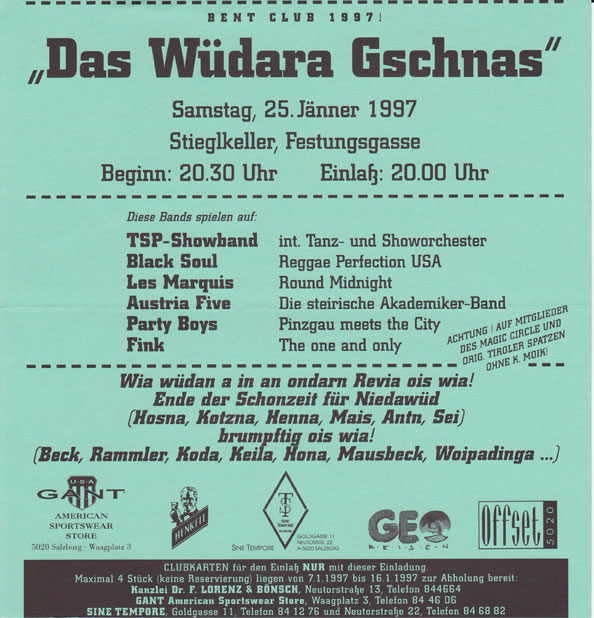 BENT CLUB 1997!
„Das Wüdara Gschnas“
Samstag, 25. Jänner 1997
Stieglkeller, Festungsgasse
Beginn: 20.30 Uhr Einlaß: 20.00 Uhr
Diese Bands spielen auf:
TSP-Showband int. Tanz- und Showorchester
Black Soul Reggae Perfection USA
Les Marquis Round Midnight
Austria Five Die steirische Akademiker-Band
Party Boys Pinzgau meets the City
Fink The one and only
ACHTUNG! AUF MITGLIEDER
DES MAGIC CIRCLE UND
ORIG. TIROLER SPATZEN
OHNE K. MOIK!
Wia wüdan a in an ondarn Revia ois wia!
Ende der Schonzeit für Niedawüd
(Hosna, Kotzna, Henna, Mais, Antn, Sei)
brumpftig ois wia!
(Beck, Rammler, Koda, Keila, Hona, Mausbeck, Woipadinga ...)
U·S·A
GANT
AMERICAN
SPORTSWEAR
STORE
5020 Salzburg · Waagplatz 3
HENKELL
SINE
TEMPORE
SINE TEMPORE
GOLDGASSE 11
NEUTORSTR. 22
A-5020 SALZBURG
GEO
REISEN
Offset
5020
CLUBKARTEN für den Einlaß NUR mit dieser Einladung.
Maximal 4 Stück (keine Reservierung) liegen von 7.1.1997 bis 16.1.1997 zur Abholung bereit:
Kanzlei Dr. F. LORENZ & BÖNSCH, Neutorstraße 13, Telefon 844664
GANT American Sportswear Store, Waagplatz 3, Telefon 84 46 06
SINE TEMPORE, Goldgasse 11, Telefon 84 12 76 und Neutorstraße 22, Telefon 84 68 82